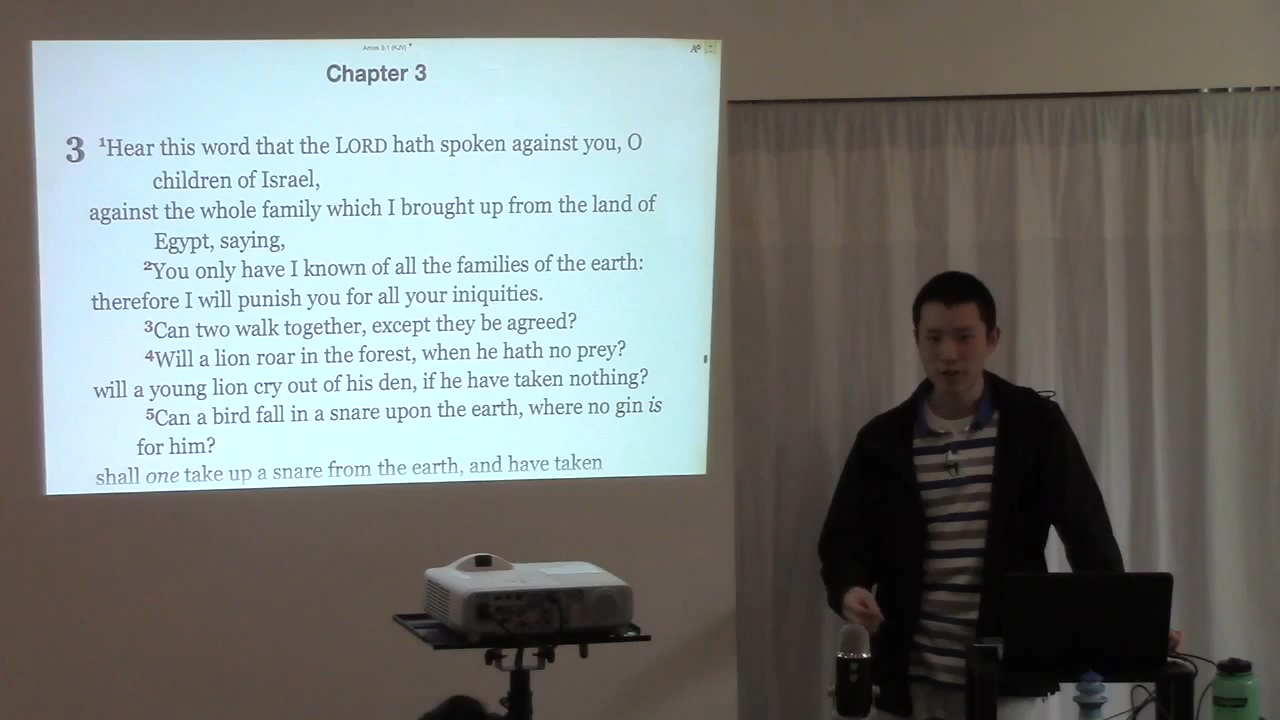 Amos 3:1 (KJV)
Chapter 3
3 ¹Hear this word that the LORD hath spoken against you, O
children of Israel,
against the whole family which I brought up from the land of
Egypt, saying,
²You only have I known of all the families of the earth:
therefore I will punish you for all your iniquities.
³Can two walk together, except they be agreed?
⁴Will a lion roar in the forest, when he hath no prey?
will a young lion cry out of his den, if he have taken nothing?
⁵Can a bird fall in a snare upon the earth, where no gin is
for him?
shall one take up a snare from the earth, and have taken